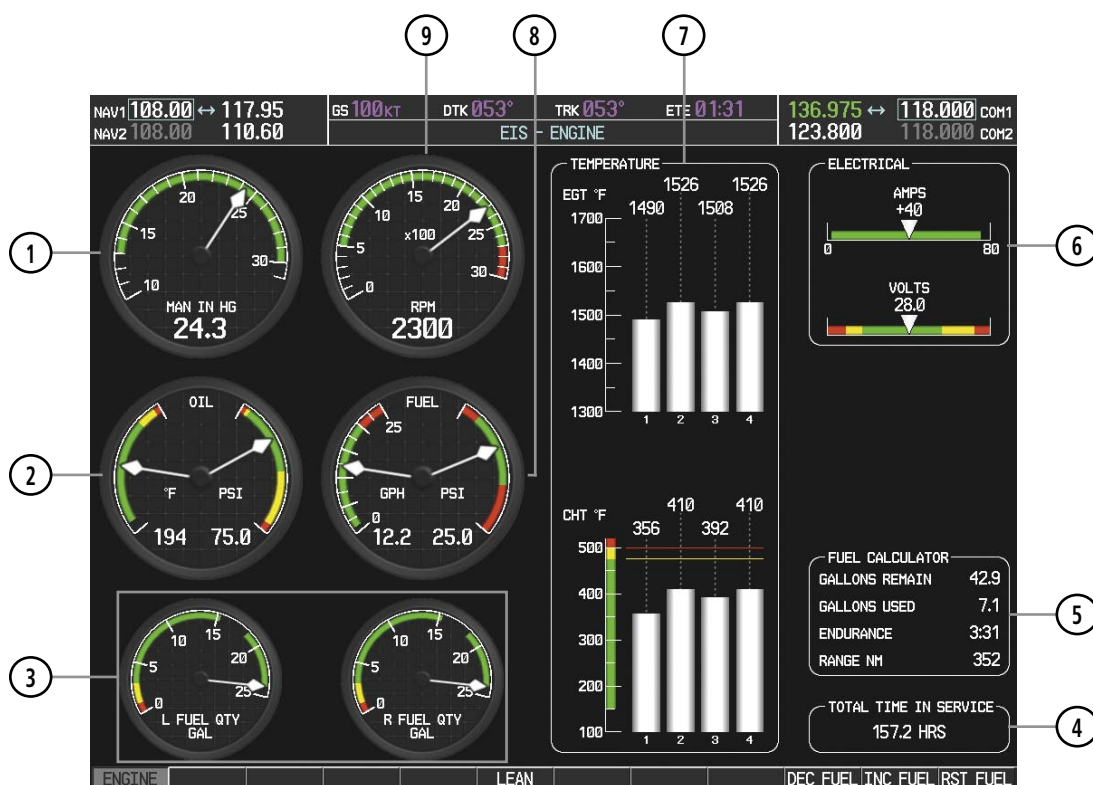 9 8 7
NAV1 108.00 ↔ 117.95 GS 100KT DTK 053° TRK 053° ETE 01:31 136.975 ↔ 118.000 COM1
NAV2 108.00 110.60 EIS - ENGINE 123.800 118.000 COM2
1
10 15 20 25 30
MAN IN HG
24.3
0 5 10 15 20 25 30
x100
RPM
2300
2
OIL
°F PSI
194 75.0
FUEL
25
0
GPH PSI
12.2 25.0
3
0 5 10 15 20 25
L FUEL QTY
GAL
0 5 10 15 20 25
R FUEL QTY
GAL
TEMPERATURE
EGT °F
1490 1526 1508 1526
1700
1600
1500
1400
1300
1 2 3 4
CHT °F
356 410 392 410
500
400
300
200
100
1 2 3 4
ELECTRICAL
AMPS
+40
0 80
VOLTS
28.0
6
FUEL CALCULATOR
GALLONS REMAIN 42.9
GALLONS USED 7.1
ENDURANCE 3:31
RANGE NM 352
5
TOTAL TIME IN SERVICE
157.2 HRS
4
ENGINE LEAN DEC FUEL INC FUEL RST FUEL